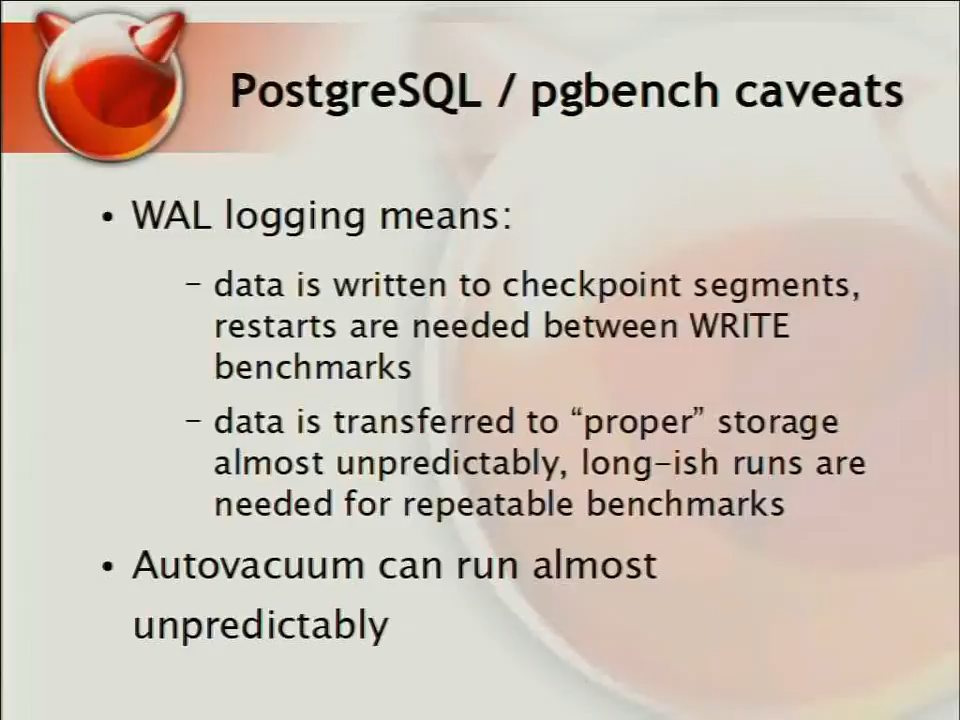 PostgreSQL / pgbench caveats
• WAL logging means:
– data is written to checkpoint segments,
restarts are needed between WRITE
benchmarks
– data is transferred to “proper” storage
almost unpredictably, long-ish runs are
needed for repeatable benchmarks
• Autovacuum can run almost
unpredictably